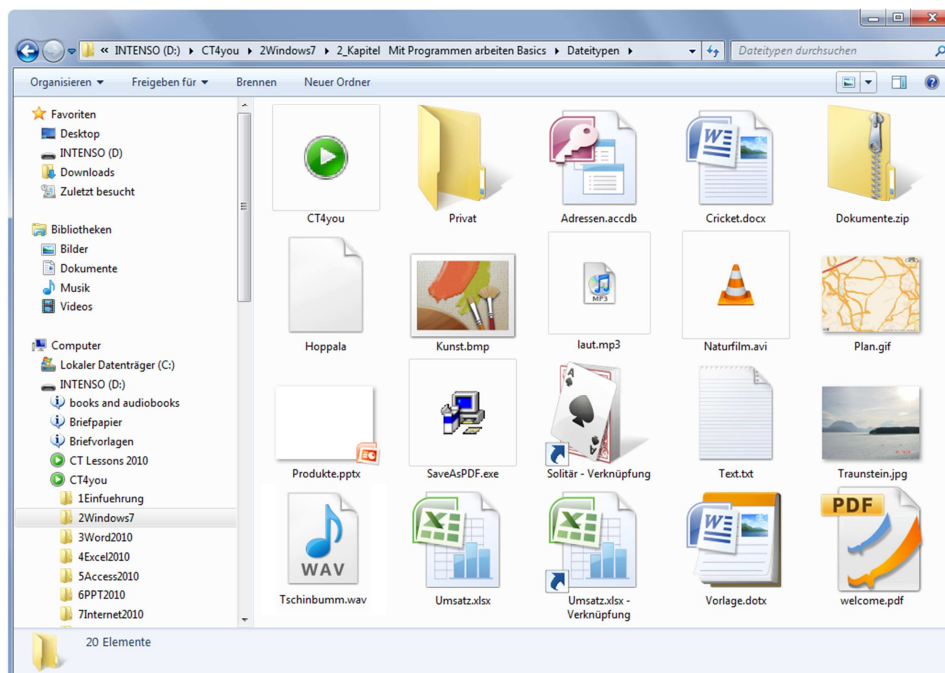 « INTENSO (D:) CT4you 2Windows7 2_Kapitel Mit Programmen arbeiten Basics Dateitypen
Dateitypen durchsuchen
Organisieren Freigeben für Brennen Neuer Ordner
Favoriten
Desktop
INTENSO (D)
Downloads
Zuletzt besucht
Bibliotheken
Bilder
Dokumente
Musik
Videos
Computer
Lokaler Datenträger (C:)
INTENSO (D:)
books and audiobooks
Briefpapier
Briefvorlagen
CT Lessons 2010
CT4you
1Einfuehrung
2Windows7
3Word2010
4Excel2010
5Access2010
6PPT2010
7Internet2010
CT4you
Privat
Adressen.accdb
Cricket.docx
Dokumente.zip
Hoppala
Kunst.bmp
MP3
laut.mp3
Naturfilm.avi
Plan.gif
Produkte.pptx
SaveAsPDF.exe
A
Solitär - Verknüpfung
Text.txt
Traunstein.jpg
WAV
Tschinbumm.wav
Umsatz.xlsx
Umsatz.xlsx -
Verknüpfung
Vorlage.dotx
PDF
welcome.pdf
20 Elemente